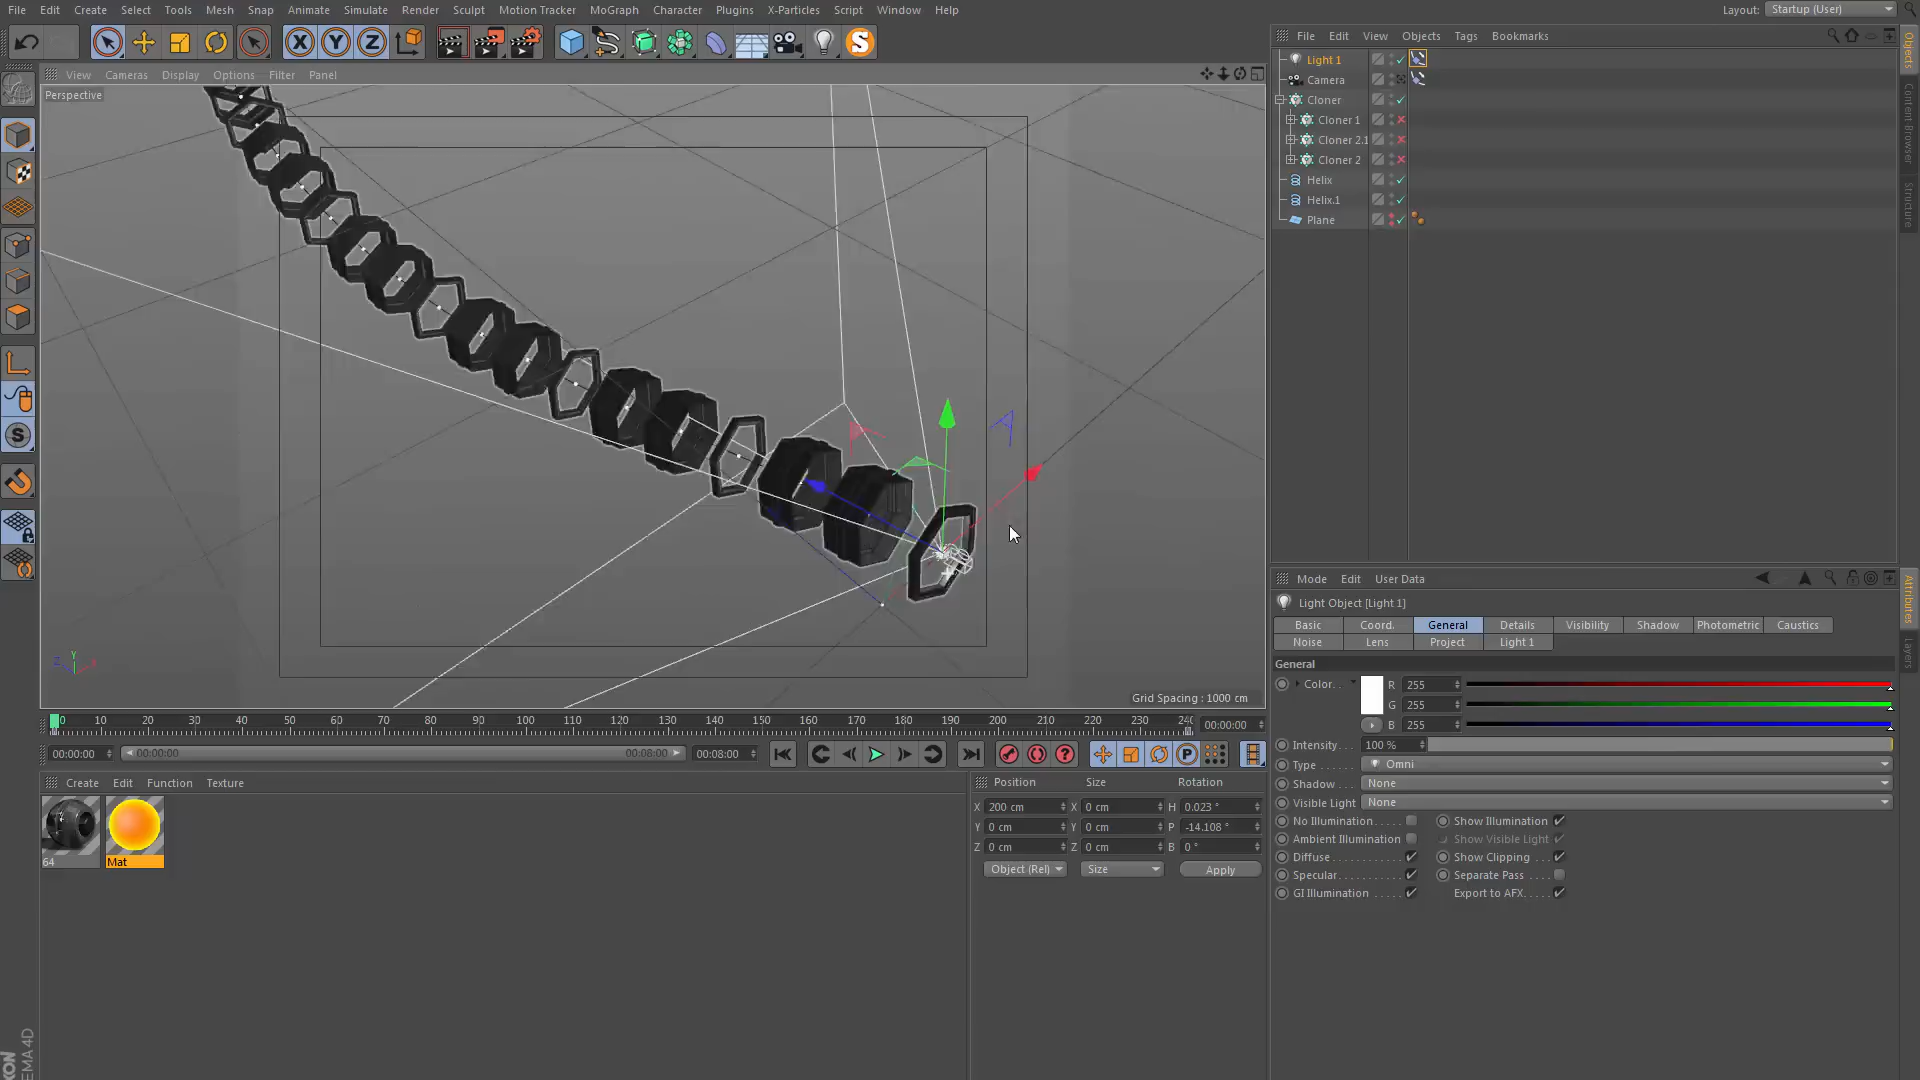 File Edit Create Select Tools Mesh Snap Animate Simulate Render Sculpt Motion Tracker MoGraph Character Plugins X-Particles Script Window Help Layout: Startup (User)
X Y Z S
File Edit View Objects Tags Bookmarks
View Cameras Display Options Filter Panel
Perspective
Light 1
Camera
Cloner
Cloner 1
Cloner 2.1
Cloner 2
Helix
Helix.1
Plane
Objects
Content Browser
Structure
S
Y
Z X
Grid Spacing : 1000 cm
Mode Edit User Data
Light Object [Light 1]
Basic Coord. General Details Visibility Shadow Photometric Caustics
Noise Lens Project Light 1
General
Color. . R 255
G 255
B 255
Intensity. . . 100 %
Type . . . . . . Omni
Shadow . . . None
Visible Light None
No Illumination. . . . . Show Illumination
Ambient Illumination Show Visible Light
Diffuse . . . . . . . . . . . Show Clipping . . .
Specular. . . . . . . . . . Separate Pass . . . .
GI Illumination . . . . . Export to AFX. . . . .
Attributes
Layers
0 10 20 30 40 50 60 70 80 90 100 110 120 130 140 150 160 170 180 190 200 210 220 230 240 00:00:00
00:00:00 00:00:00 00:08:00 00:08:00
? P
Create Edit Function Texture
64 Mat
Position Size Rotation
X 200 cm X 0 cm H 0.023 °
Y 0 cm Y 0 cm P -14.108 °
Z 0 cm Z 0 cm B 0 °
Object (Rel) Size Apply